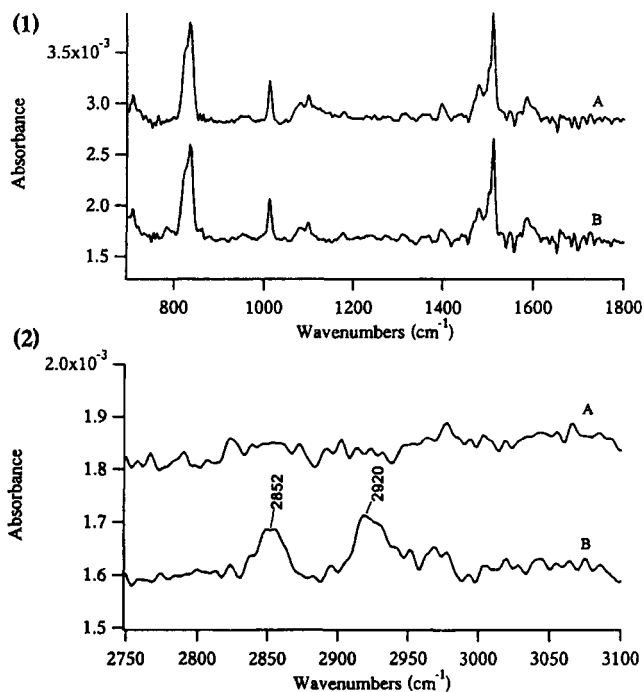 (1)
3.5x10⁻³
3.0
2.5
2.0
1.5
Absorbance
A
B
800 1000 1200 1400 1600 1800
Wavenumbers (cm⁻¹)
(2)
2.0x10⁻³
1.9
1.8
1.7
1.6
1.5
Absorbance
A
2852
2920
B
2750 2800 2850 2900 2950 3000 3050 3100
Wavenumbers (cm⁻¹)